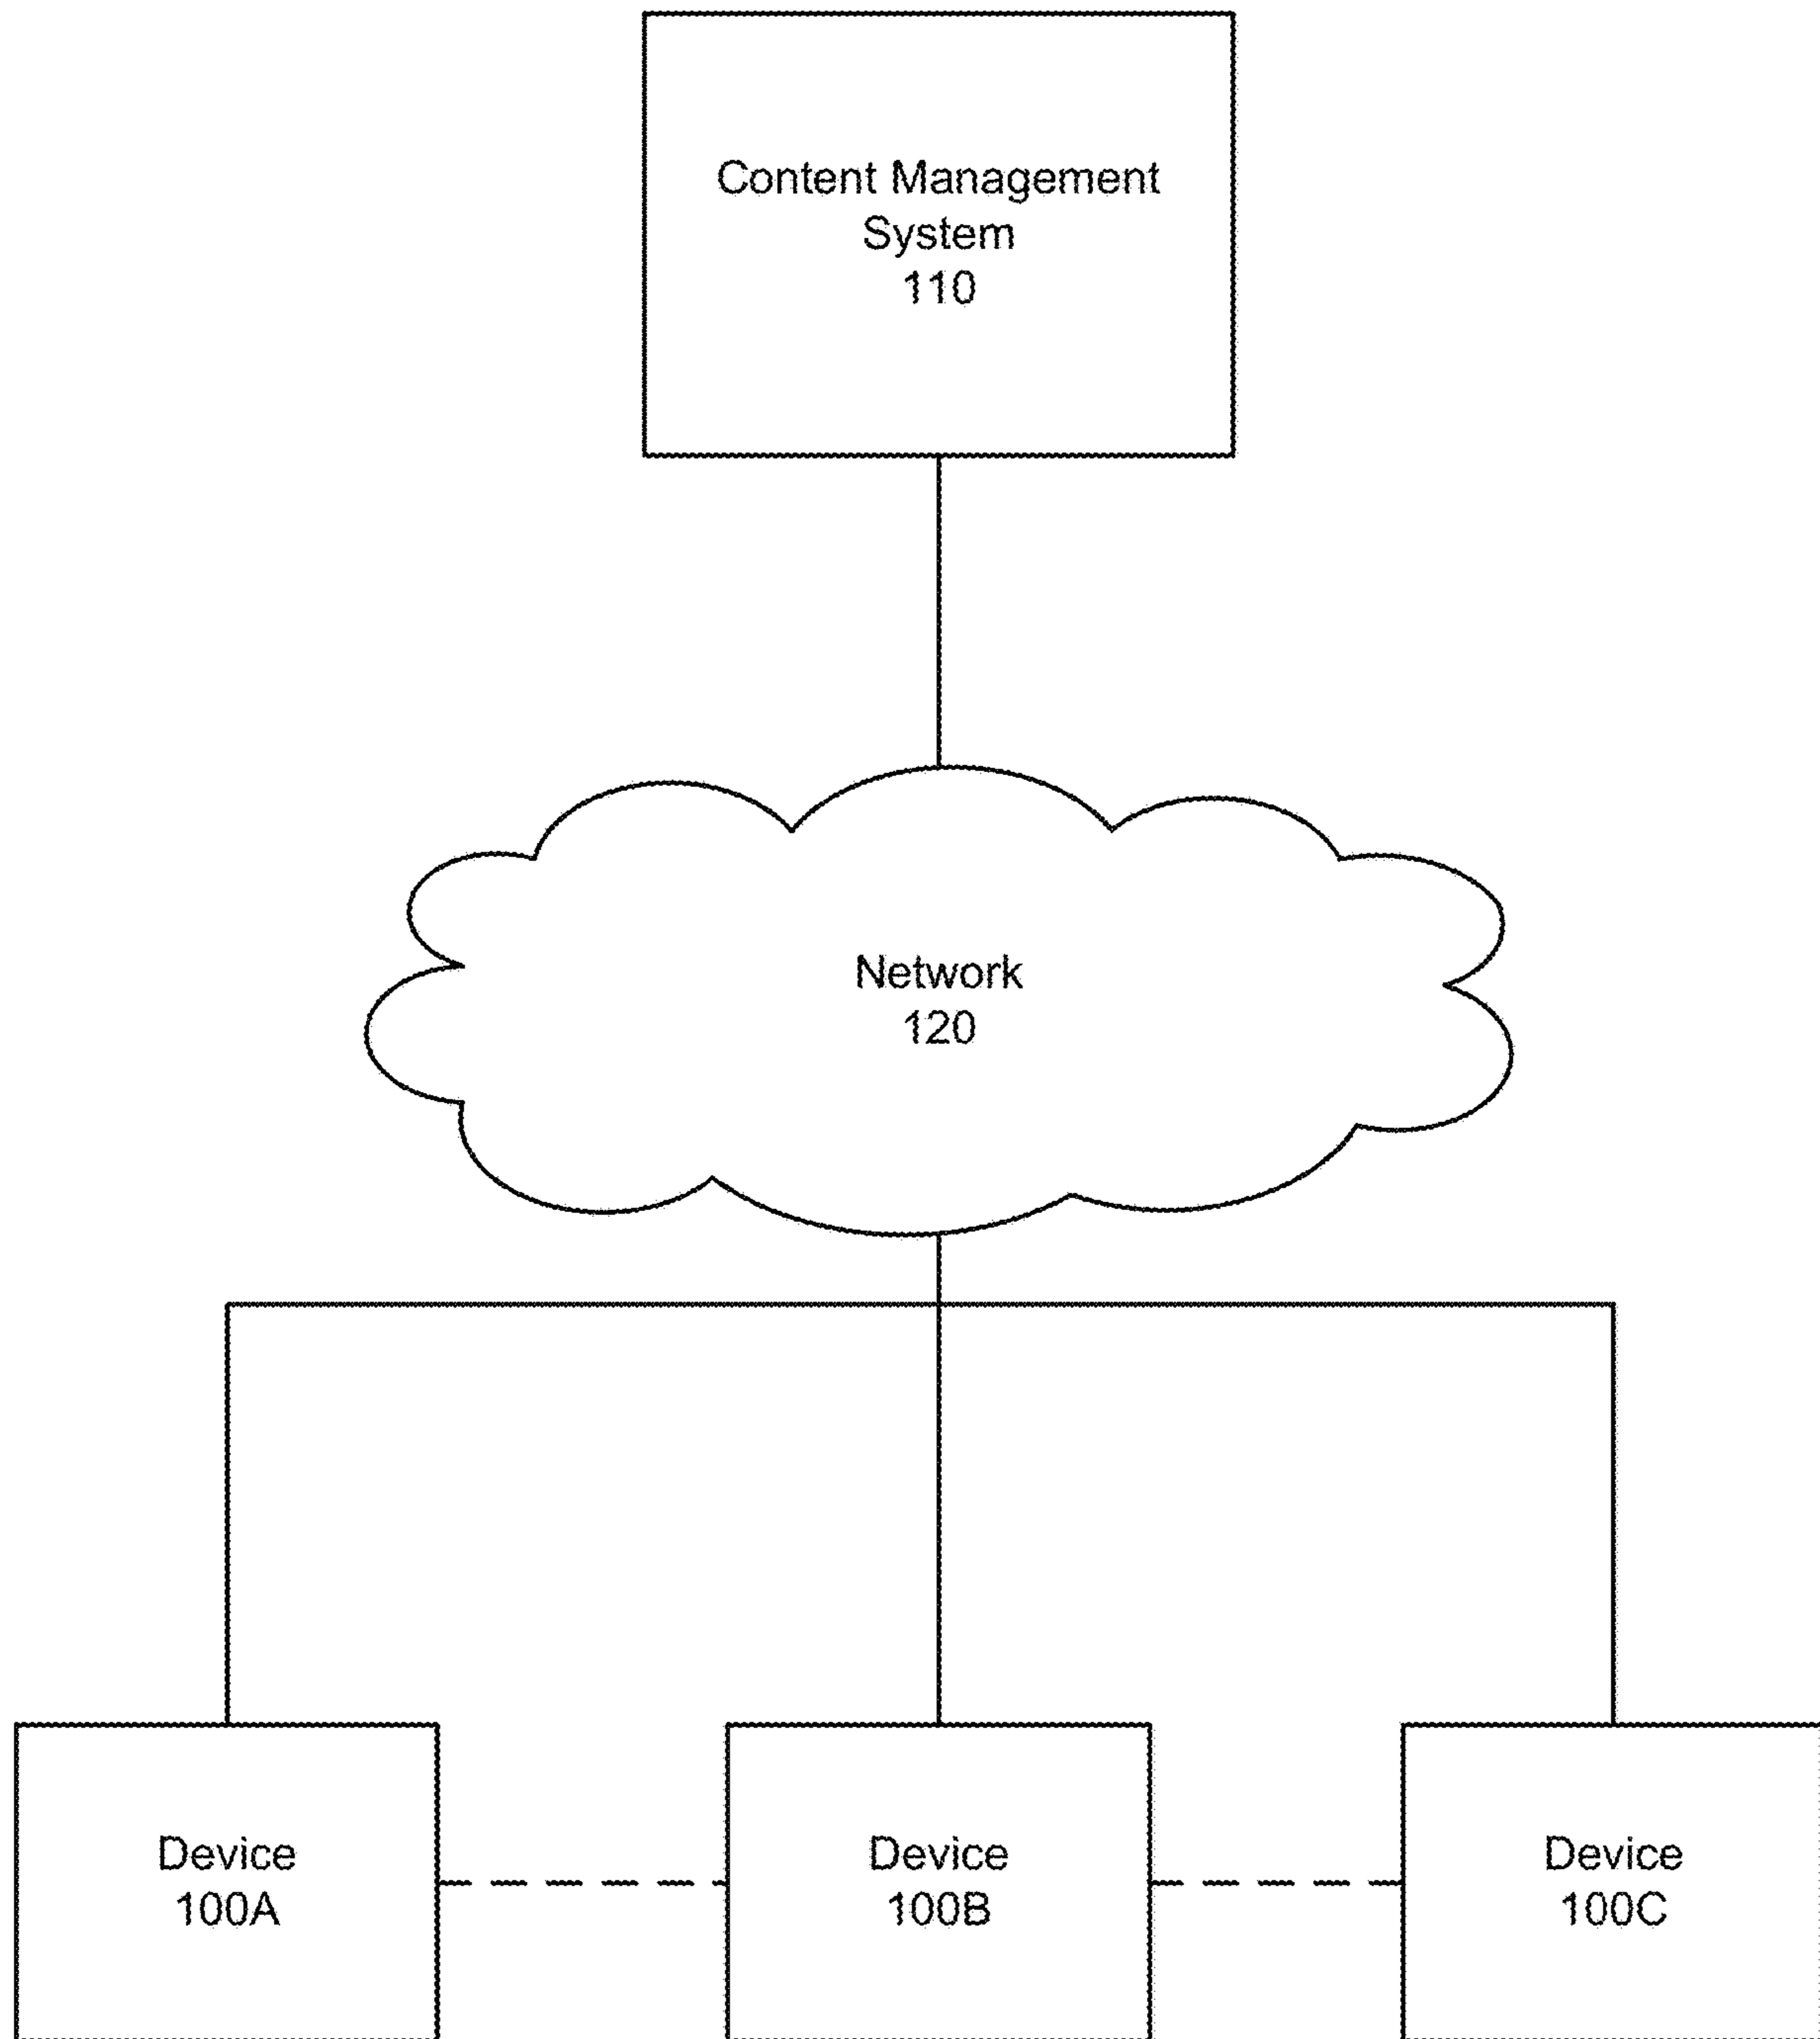 Content Management
System
110
Network
120
Device
100A
Device
100B
Device
100C